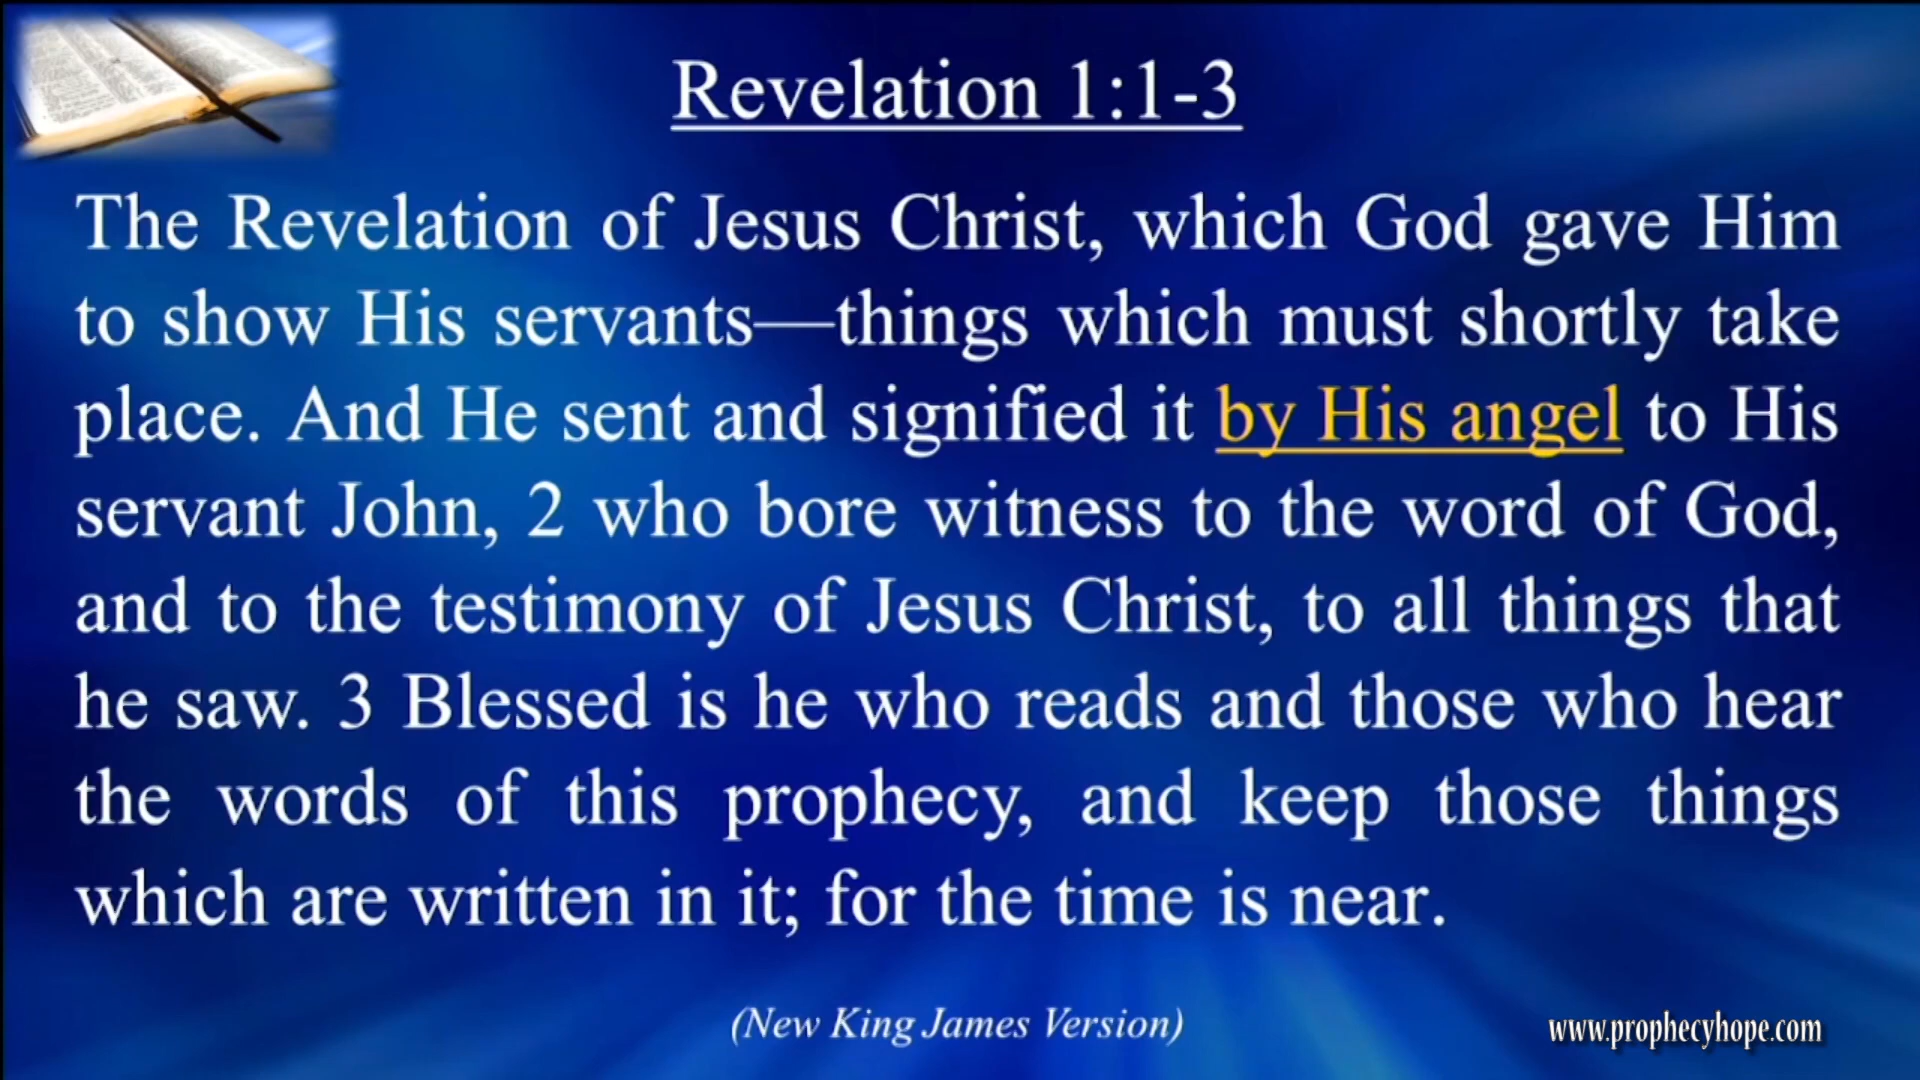 Revelation 1:1-3
The Revelation of Jesus Christ, which God gave Him
to show His servants—things which must shortly take
place. And He sent and signified it by His angel to His
servant John, 2 who bore witness to the word of God,
and to the testimony of Jesus Christ, to all things that
he saw. 3 Blessed is he who reads and those who hear
the words of this prophecy, and keep those things
which are written in it; for the time is near.
(New King James Version)
www.prophecyhope.com